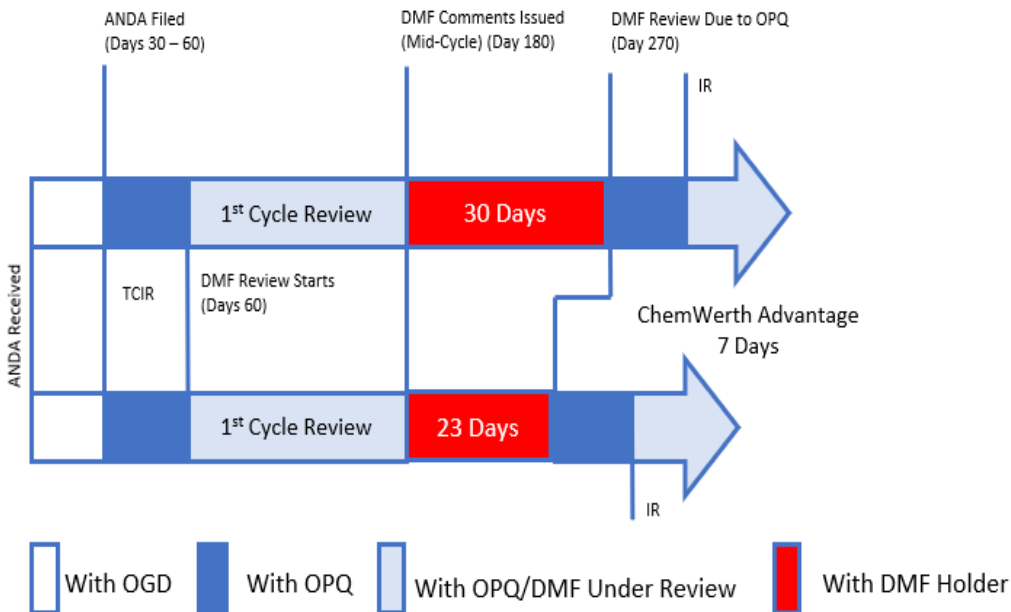 ANDA Filed
(Days 30 – 60)
DMF Comments Issued
(Mid-Cycle) (Day 180)
DMF Review Due to OPQ
(Day 270)
IR
1st Cycle Review
30 Days
ANDA Received
TCIR
DMF Review Starts
(Days 60)
ChemWerth Advantage
7 Days
1st Cycle Review
23 Days
IR
With OGD
With OPQ
With OPQ/DMF Under Review
With DMF Holder